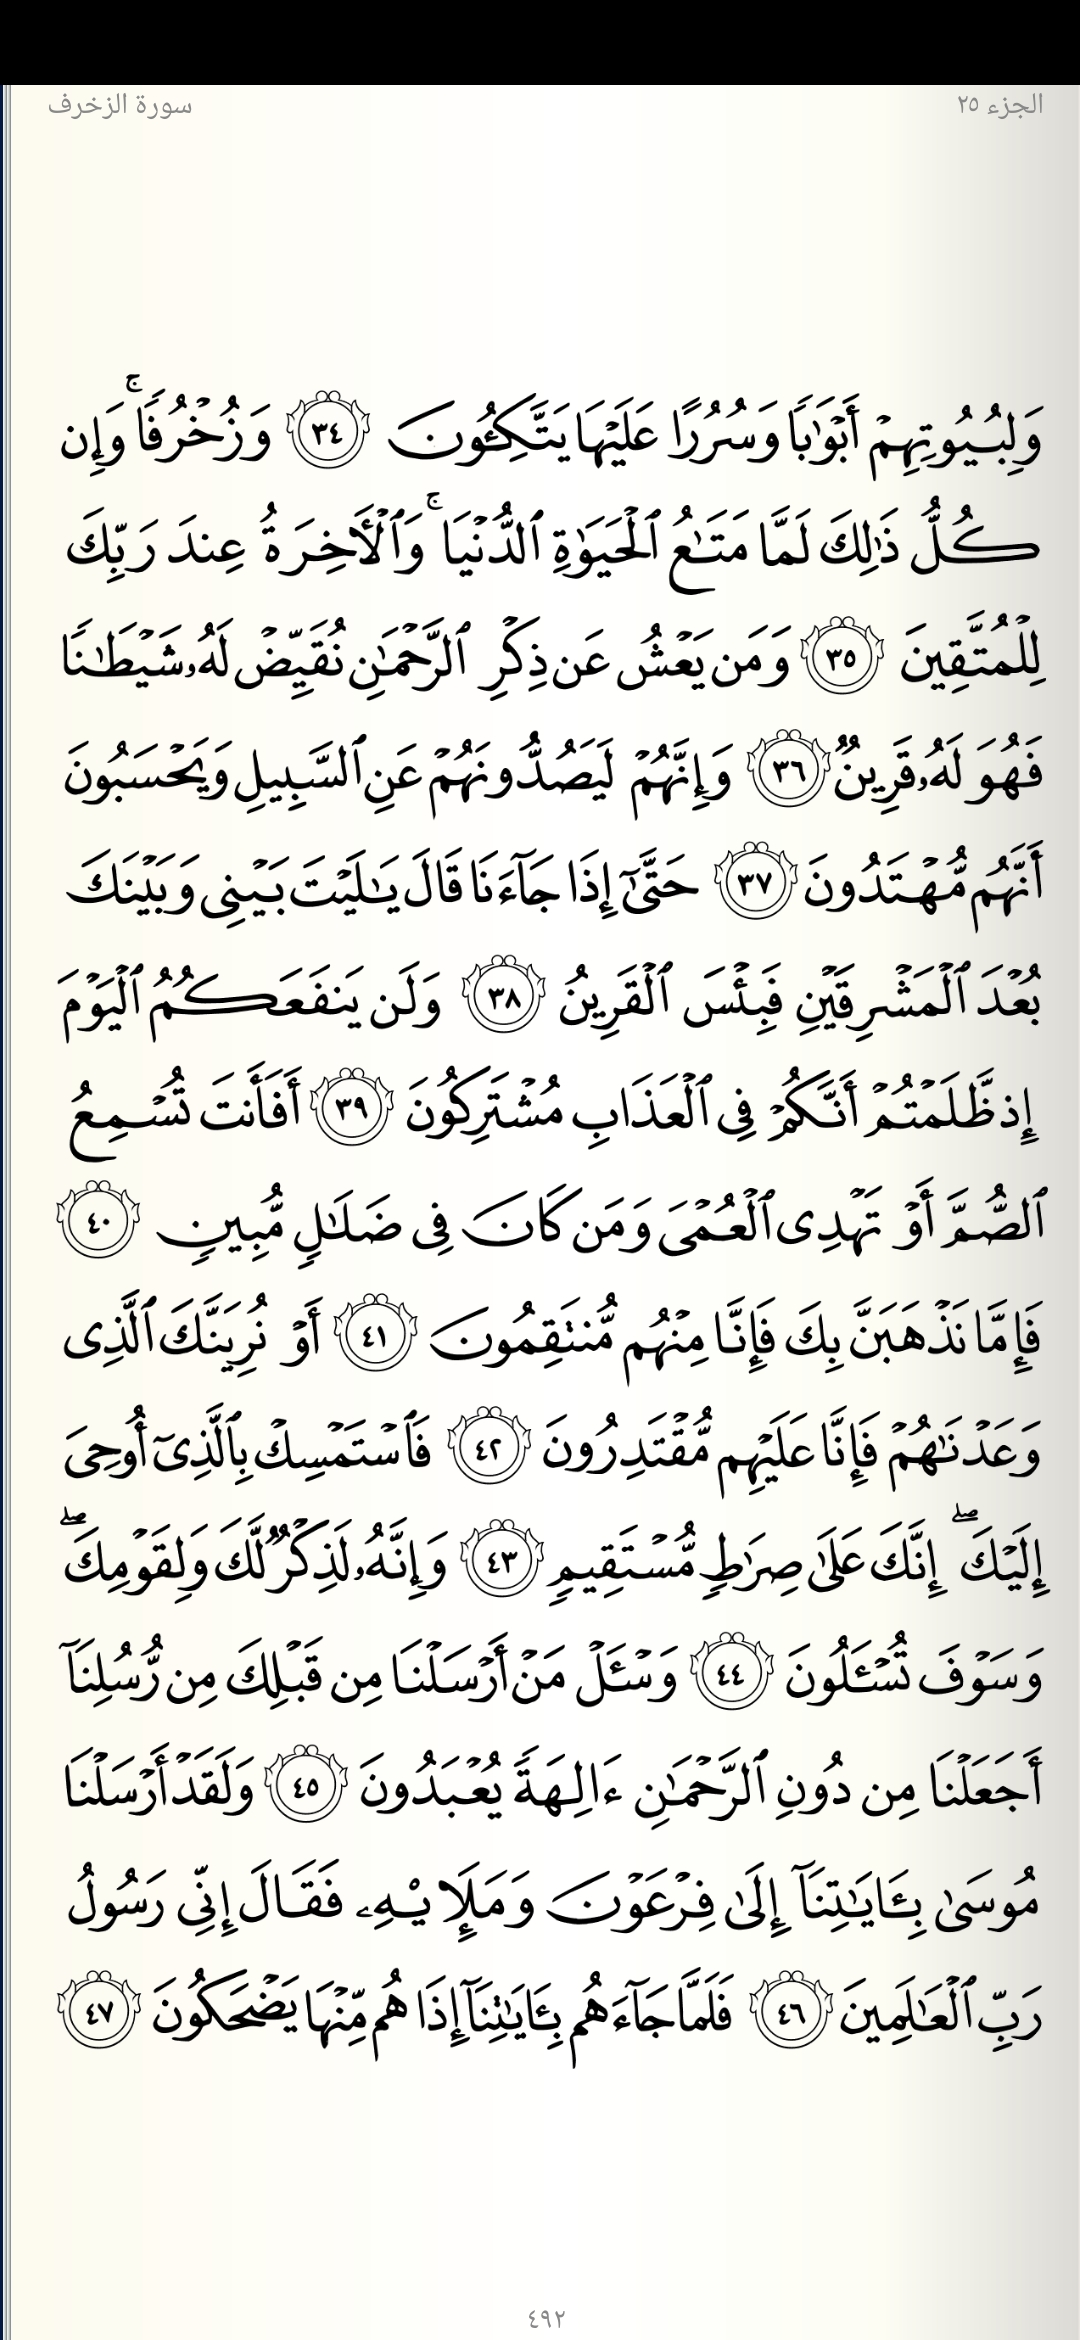 الجزء ٢٥
سورة الزخرف
وَلِبُيُوتِهِمۡ أَبۡوَٰبٗا وَسُرُرًا عَلَيۡهَا يَتَّكِـُٔونَ ٣٤ وَزُخۡرُفٗاۚ وَإِن
كُلُّ ذَٰلِكَ لَمَّا مَتَٰعُ ٱلۡحَيَوٰةِ ٱلدُّنۡيَاۚ وَٱلۡأٓخِرَةُ عِندَ رَبِّكَ
لِلۡمُتَّقِينَ ٣٥ وَمَن يَعۡشُ عَن ذِكۡرِ ٱلرَّحۡمَٰنِ نُقَيِّضۡ لَهُۥ شَيۡطَٰنٗا
فَهُوَ لَهُۥ قَرِينٞ ٣٦ وَإِنَّهُمۡ لَيَصُدُّونَهُمۡ عَنِ ٱلسَّبِيلِ وَيَحۡسَبُونَ
أَنَّهُم مُّهۡتَدُونَ ٣٧ حَتَّىٰٓ إِذَا جَآءَنَا قَالَ يَٰلَيۡتَ بَيۡنِي وَبَيۡنَكَ
بُعۡدَ ٱلۡمَشۡرِقَيۡنِ فَبِئۡسَ ٱلۡقَرِينُ ٣٨ وَلَن يَنفَعَكُمُ ٱلۡيَوۡمَ
إِذ ظَّلَمۡتُمۡ أَنَّكُمۡ فِي ٱلۡعَذَابِ مُشۡتَرِكُونَ ٣٩ أَفَأَنتَ تُسۡمِعُ
ٱلصُّمَّ أَوۡ تَهۡدِي ٱلۡعُمۡيَ وَمَن كَانَ فِي ضَلَٰلٖ مُّبِينٖ ٤٠
فَإِمَّا نَذۡهَبَنَّ بِكَ فَإِنَّا مِنۡهُم مُّنتَقِمُونَ ٤١ أَوۡ نُرِيَنَّكَ ٱلَّذِي
وَعَدۡنَٰهُمۡ فَإِنَّا عَلَيۡهِم مُّقۡتَدِرُونَ ٤٢ فَٱسۡتَمۡسِكۡ بِٱلَّذِيٓ أُوحِيَ
إِلَيۡكَۖ إِنَّكَ عَلَىٰ صِرَٰطٖ مُّسۡتَقِيمٖ ٤٣ وَإِنَّهُۥ لَذِكۡرٞ لَّكَ وَلِقَوۡمِكَۖ
وَسَوۡفَ تُسۡـَٔلُونَ ٤٤ وَسۡـَٔلۡ مَنۡ أَرۡسَلۡنَا مِن قَبۡلِكَ مِن رُّسُلِنَآ
أَجَعَلۡنَا مِن دُونِ ٱلرَّحۡمَٰنِ ءَالِهَةٗ يُعۡبَدُونَ ٤٥ وَلَقَدۡ أَرۡسَلۡنَا
مُوسَىٰ بِـَٔايَٰتِنَآ إِلَىٰ فِرۡعَوۡنَ وَمَلَإِيْهِۦ فَقَالَ إِنِّي رَسُولُ
رَبِّ ٱلۡعَٰلَمِينَ ٤٦ فَلَمَّا جَآءَهُم بِـَٔايَٰتِنَآ إِذَا هُم مِّنۡهَا يَضۡحَكُونَ ٤٧
٤٩٢